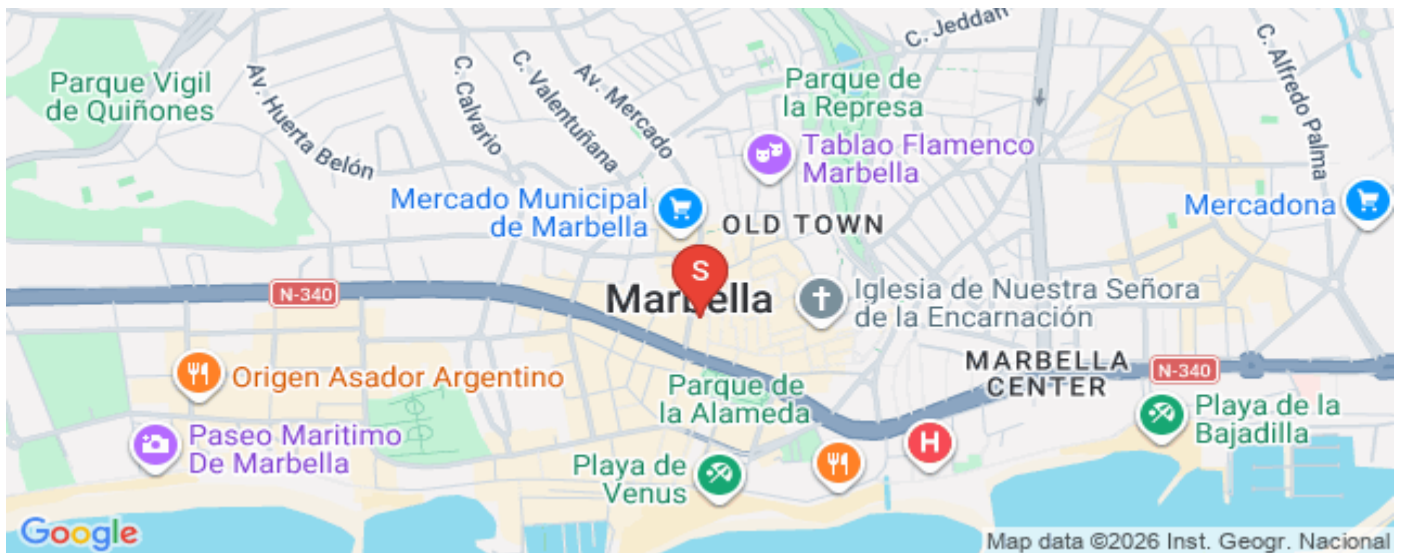 C. Jeddah
Parque Vigil
de Quiñones
Av. Huerta Belón
C. Calvario
C. Valentuñana
Av. Mercado
Parque de
la Represa
C. Alfredo Palma
Tablao Flamenco
Marbella
Mercado Municipal
de Marbella
OLD TOWN
Mercadona
S
Marbella
N-340
Iglesia de Nuestra Señora
de la Encarnación
MARBELLA
CENTER
N-340
Origen Asador Argentino
Parque de
la Alameda
Playa de la
Bajadilla
Paseo Maritimo
De Marbella
H
Playa de
Venus
Google
Map data ©2026 Inst. Geogr. Nacional